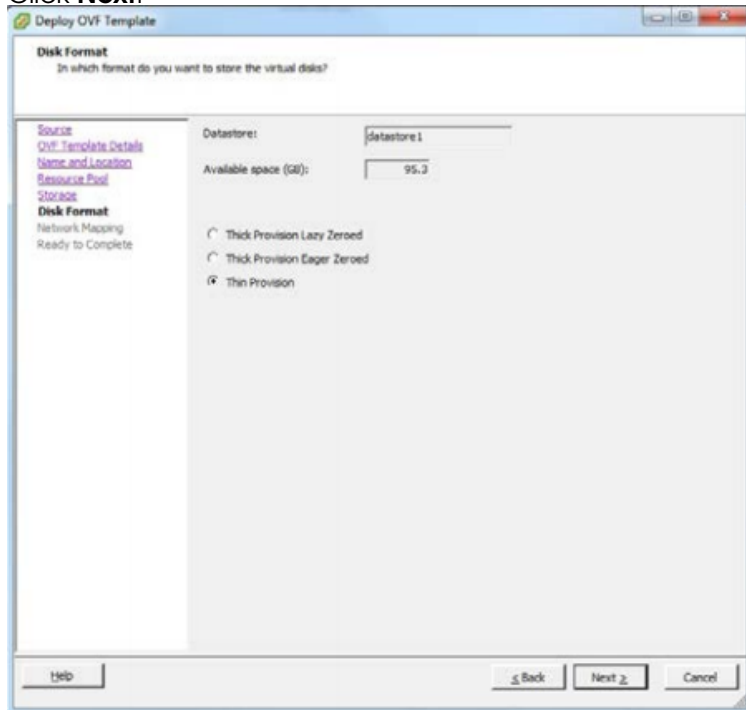 Click Next.
Deploy OVF Template
Disk Format
In which format do you want to store the virtual disks?
Source
OVF Template Details
Name and Location
Resource Pool
Storage
Disk Format
Network Mapping
Ready to Complete
Datastore:
datastore1
Available space (GB):
95.3
Thick Provision Lazy Zeroed
Thick Provision Eager Zeroed
Thin Provision
Help
≤ Back
Next ≥
Cancel